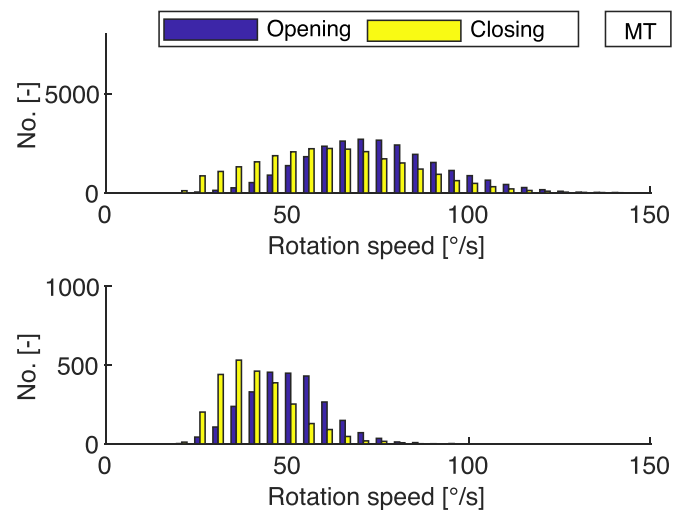 Opening Closing MT
No. [-]
5000
0
0 50 100 150
Rotation speed [°/s]
No. [-]
1000
500
0
0 50 100 150
Rotation speed [°/s]